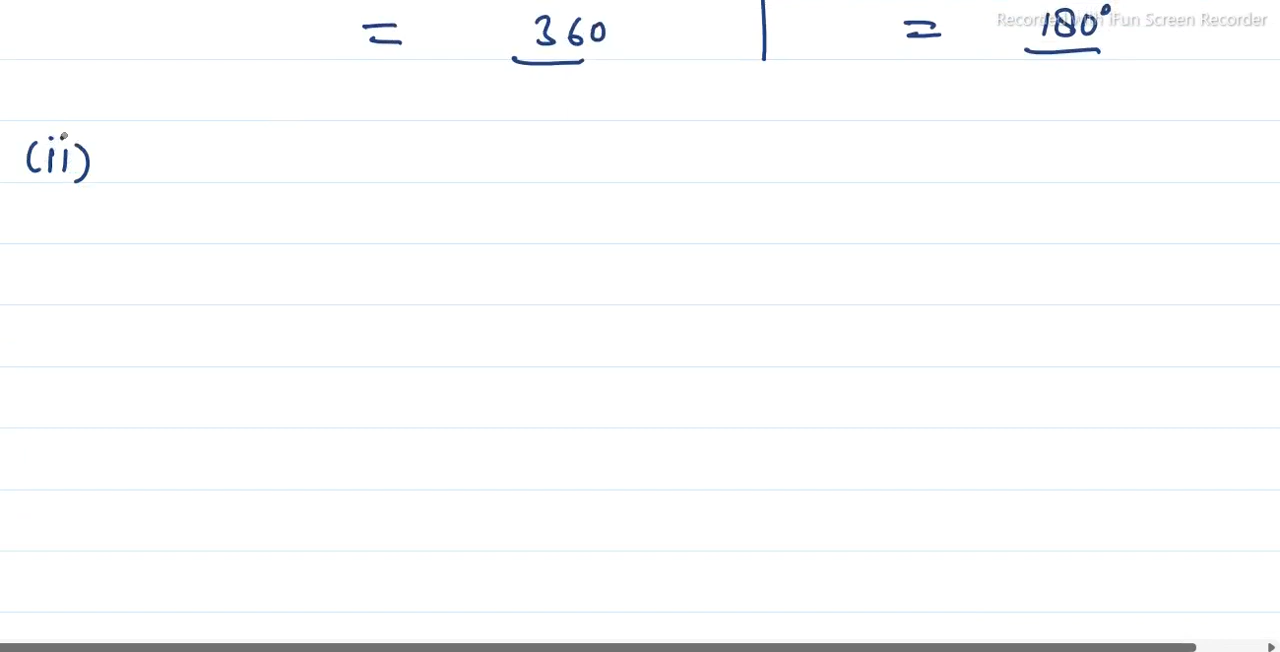 = 360 | = 180°
Recorded with iFun Screen Recorder
(ii)